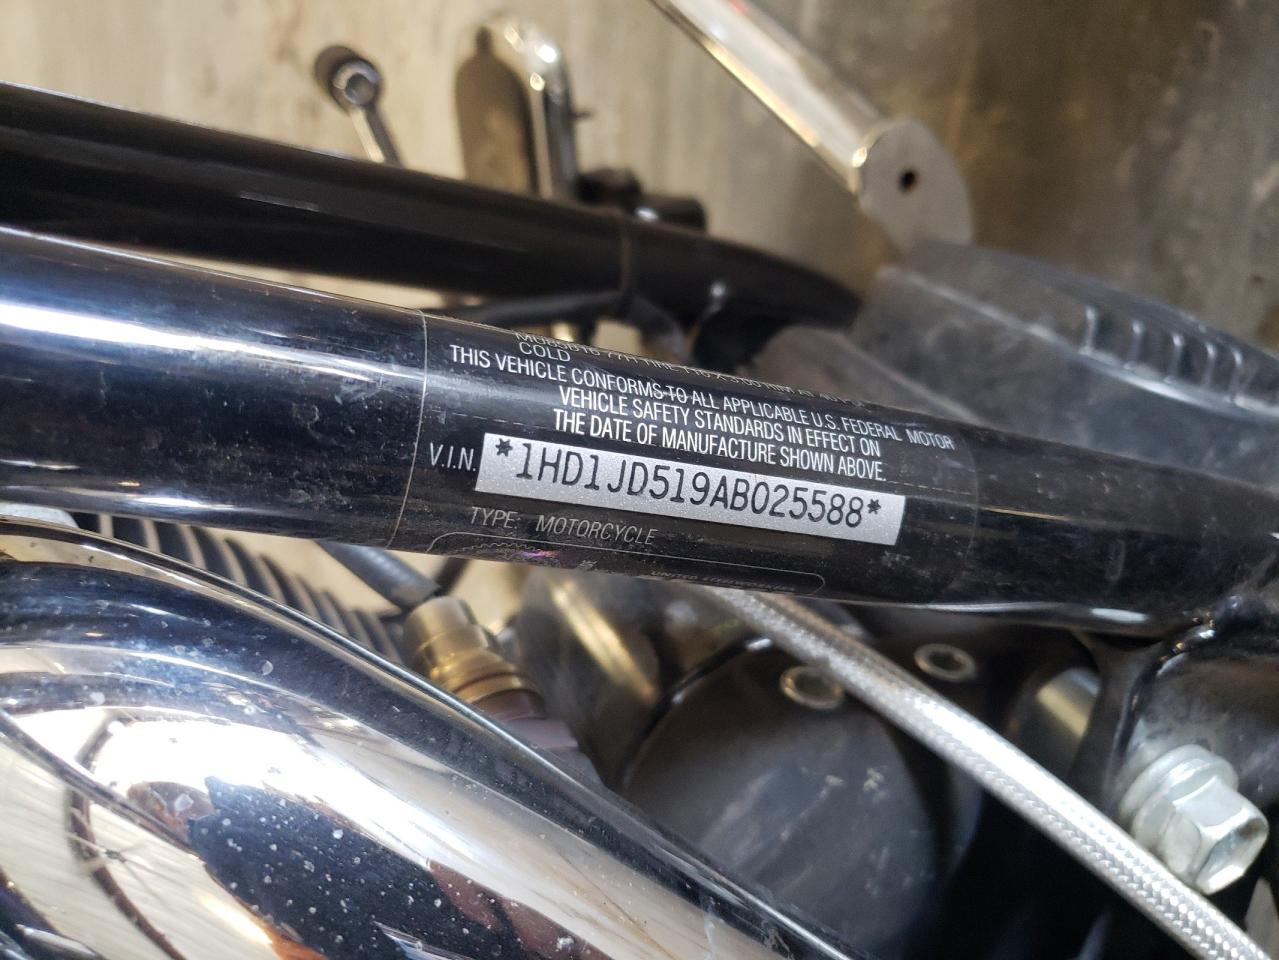 COLD
THIS VEHICLE CONFORMS TO ALL APPLICABLE U.S. FEDERAL MOTOR
VEHICLE SAFETY STANDARDS IN EFFECT ON
THE DATE OF MANUFACTURE SHOWN ABOVE.
V.I.N. *1HD1JD519AB025588*
TYPE: MOTORCYCLE